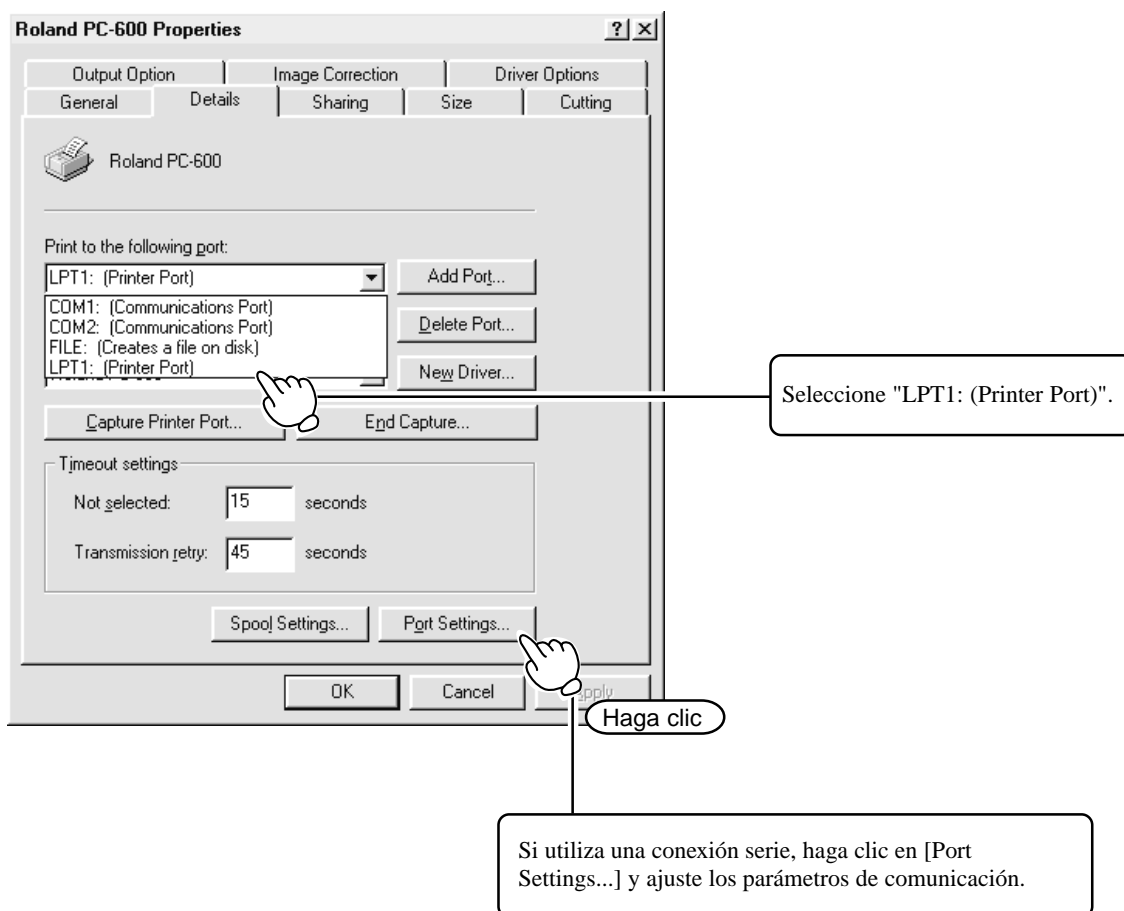 Roland PC-600 Properties
Output Option Image Correction Driver Options
General Details Sharing Size Cutting
Roland PC-600
Print to the following port:
LPT1: (Printer Port)
Add Port...
COM1: (Communications Port)
COM2: (Communications Port)
FILE: (Creates a file on disk)
LPT1: (Printer Port)
Delete Port...
New Driver...
Seleccione "LPT1: (Printer Port)".
Capture Printer Port... End Capture...
Timeout settings
Not selected: 15 seconds
Transmission retry: 45 seconds
Spool Settings... Port Settings...
OK Cancel
Haga clic
Si utiliza una conexión serie, haga clic en [Port
Settings...] y ajuste los parámetros de comunicación.